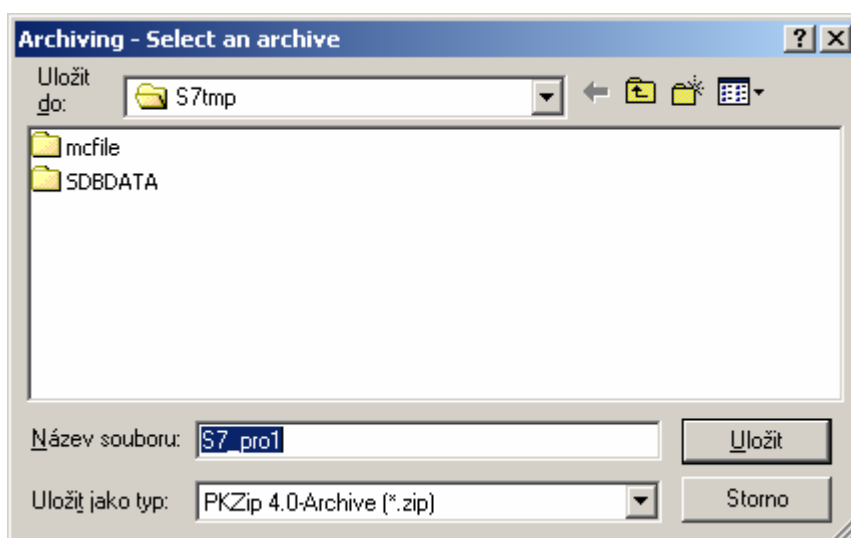 Archiving - Select an archive
Uložit do: S7tmp
mcfile
SDBDATA
Název souboru: S7_pro1 Uložit
Uložit jako typ: PKZip 4.0-Archive (*.zip) Storno